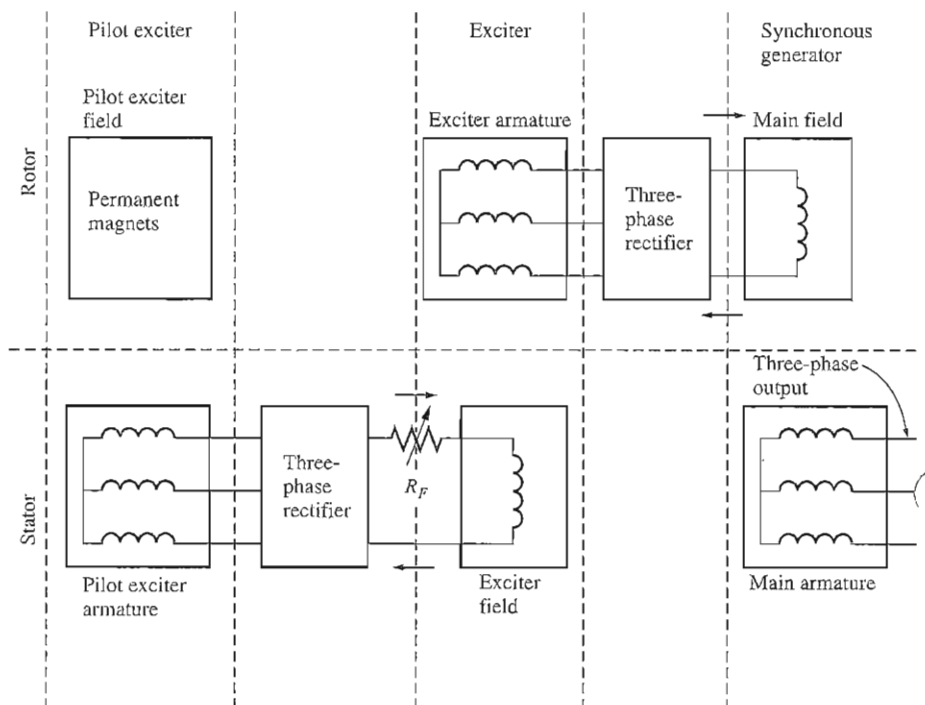 Pilot exciter
Exciter
Synchronous
generator
Pilot exciter
field
Exciter armature
Main field
Rotor
Permanent
magnets
Three-
phase
rectifier
Three-phase
output
Three-
phase
rectifier
R_F
Stator
Pilot exciter
armature
Exciter
field
Main armature